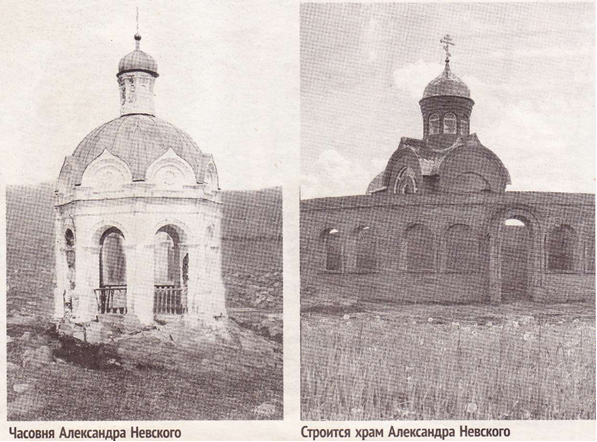 Часовня Александра Невского
Строится храм Александра Невского